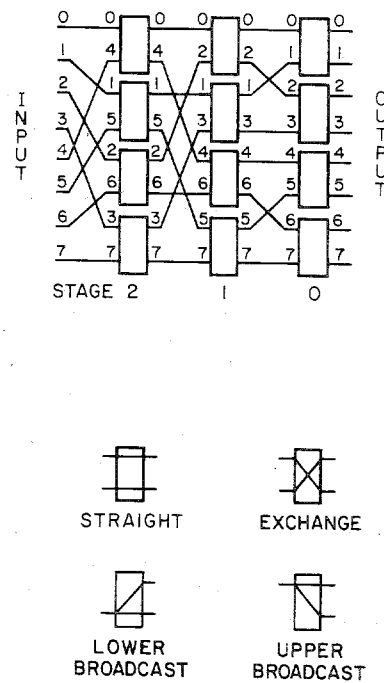 INPUT
0 0 0 0 0 0 0
1 4 4 2 2 1 1
2 1 1 1 1 2 2
3 5 5 3 3 3 3
4 2 2 4 4 4 4
5 6 6 6 6 5 5
6 3 3 5 5 6 6
7 7 7 7 7 7 7
OUTPUT
STAGE 2 1 0
STRAIGHT
EXCHANGE
LOWER
BROADCAST
UPPER
BROADCAST